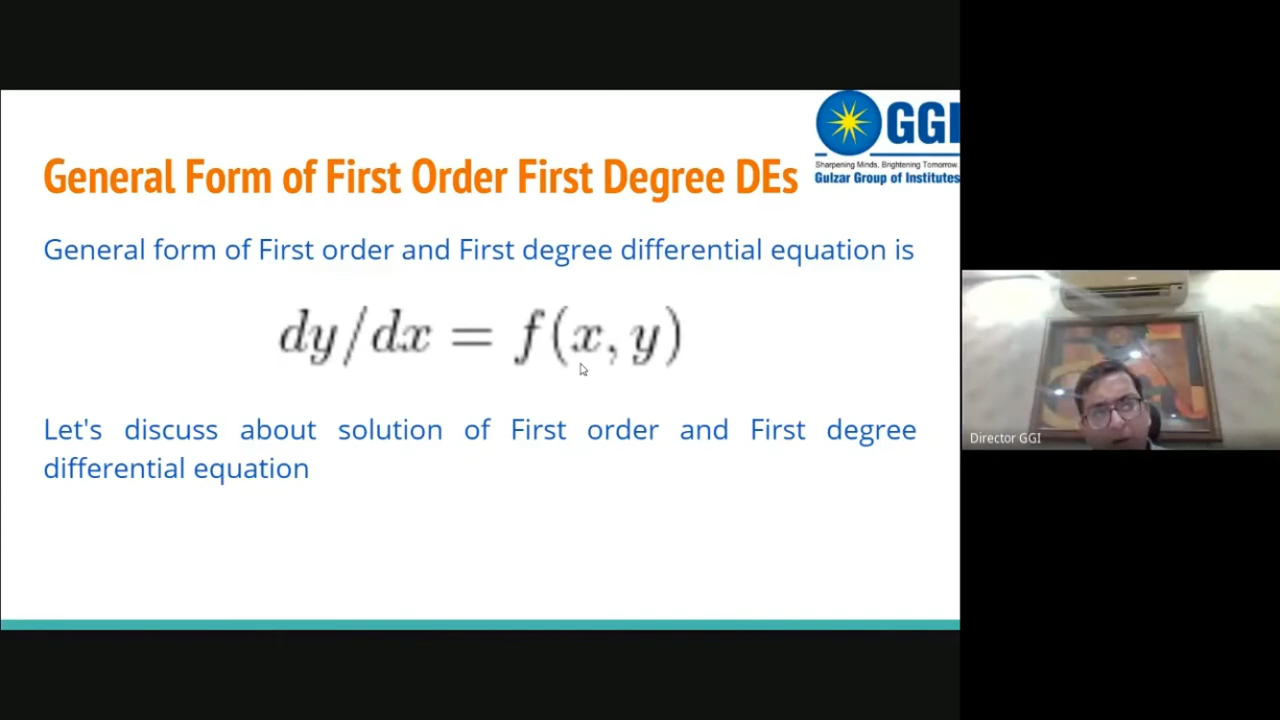 GGI
Sharpening Minds, Brightening Tomorrow
Gulzar Group of Institutes
General Form of First Order First Degree DEs
General form of First order and First degree differential equation is
dy/dx = f(x, y)
Let's discuss about solution of First order and First degree
differential equation
Director GGI